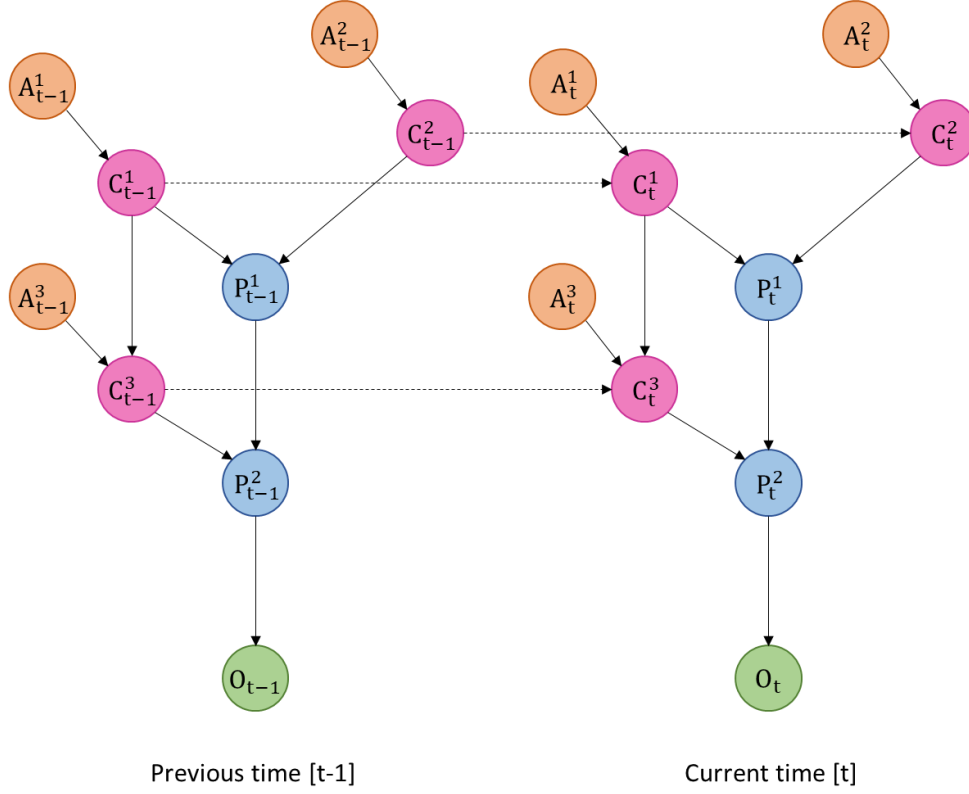 A²ₜ₋₁
A²ₜ
A¹ₜ₋₁
A¹ₜ
C²ₜ₋₁
C²ₜ
C¹ₜ₋₁
C¹ₜ
P¹ₜ₋₁
P¹ₜ
A³ₜ₋₁
A³ₜ
C³ₜ₋₁
C³ₜ
P²ₜ₋₁
P²ₜ
Oₜ₋₁
Oₜ
Previous time [t-1]
Current time [t]